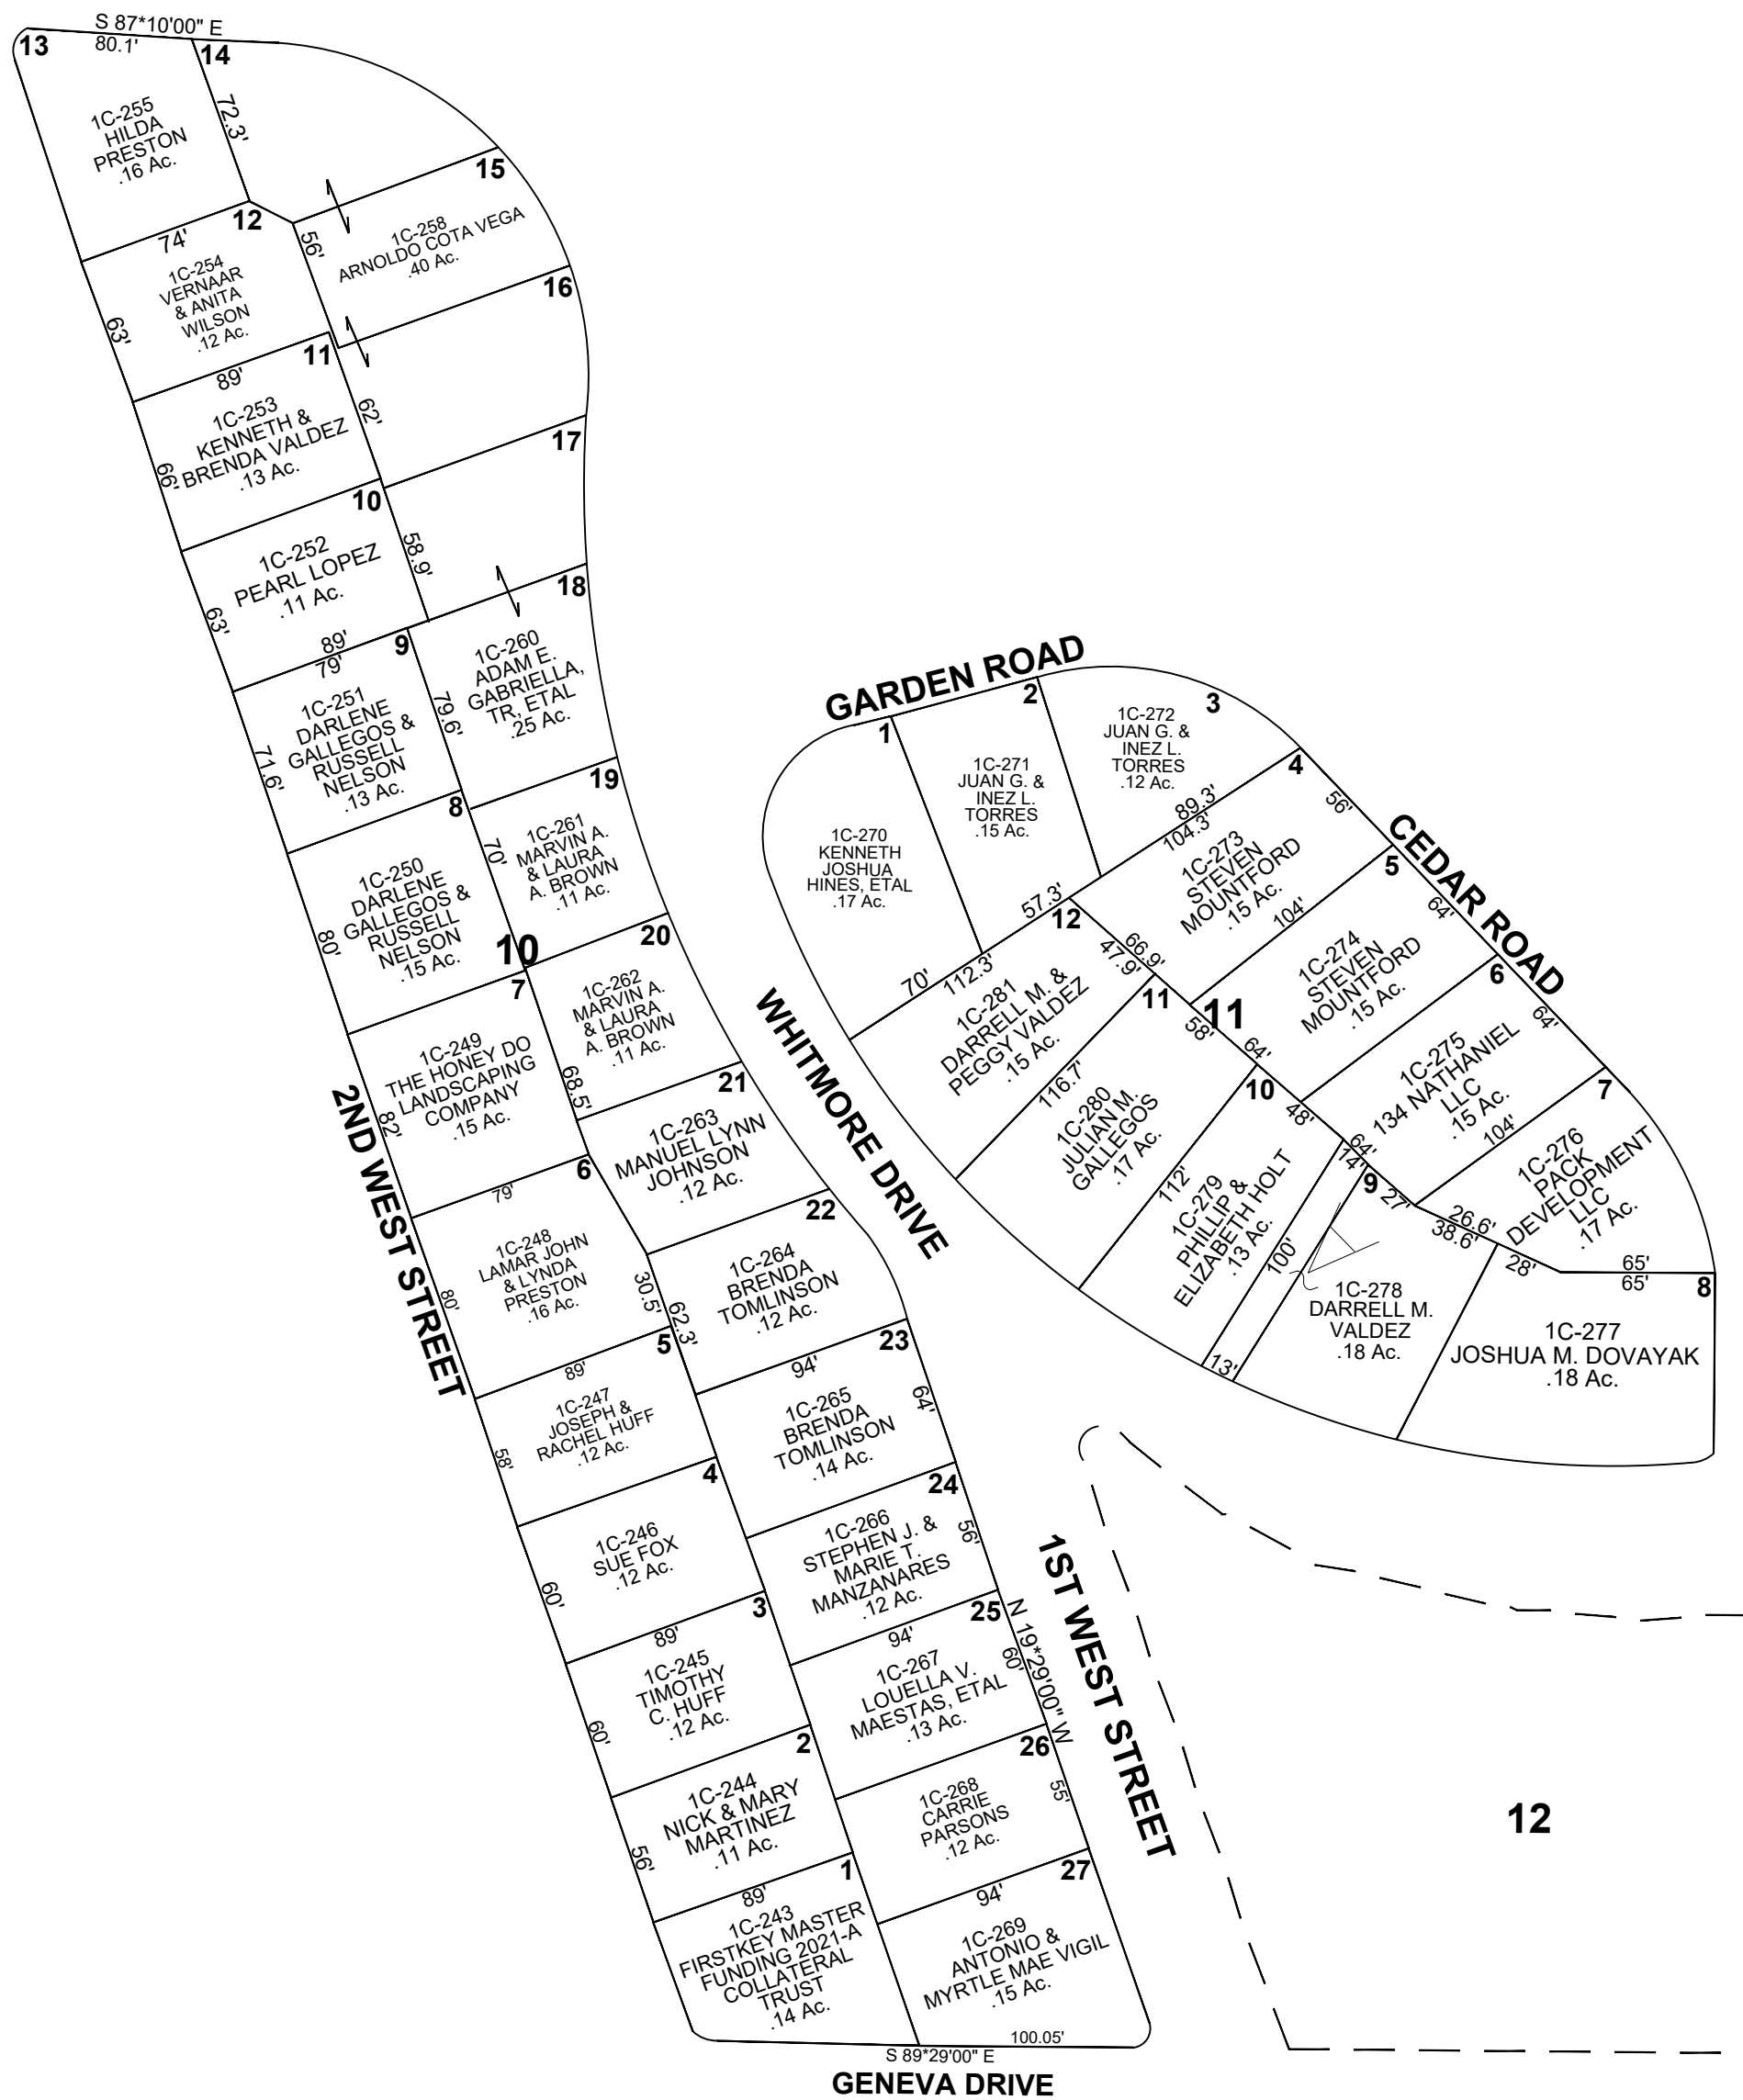 S 87*10'00" E
80.1'
13
14
1C-255
HILDA
PRESTON
.16 Ac.
72.3'
12
74'
15
56'
1C-258
ARNOLDO COTA VEGA
.40 Ac.
16
1C-254
VERNAAR
& ANITA
WILSON
.12 Ac.
63'
11
89'
1C-253
KENNETH &
BRENDA VALDEZ
.13 Ac.
62'
66'
17
10
1C-252
PEARL LOPEZ
.11 Ac.
58.9'
63'
18
89'
79'
9
1C-260
ADAM E.
GABRIELLA,
TR, ETAL
.25 Ac.
1C-251
DARLENE
GALLEGOS &
RUSSELL
NELSON
.13 Ac.
79.6'
71.6'
19
8
1C-261
MARVIN A.
& LAURA
A. BROWN
.11 Ac.
70'
1C-250
DARLENE
GALLEGOS &
RUSSELL
NELSON
.15 Ac.
80'
20
10
7
1C-262
MARVIN A.
& LAURA
A. BROWN
.11 Ac.
68.5'
1C-249
THE HONEY DO
LANDSCAPING
COMPANY
.15 Ac.
82'
21
1C-263
MANUEL LYNN
JOHNSON
.12 Ac.
6
79'
22
2ND WEST STREET
1C-248
LAMAR JOHN
& LYNDA
PRESTON
.16 Ac.
80'
30.5'
62.3'
1C-264
BRENDA
TOMLINSON
.12 Ac.
5
89'
23
94'
1C-247
JOSEPH &
RACHEL HUFF
.12 Ac.
58'
1C-265
BRENDA
TOMLINSON
.14 Ac.
64'
4
24
1C-246
SUE FOX
.12 Ac.
60'
1C-266
STEPHEN J. &
MARIE T.
MANZANARES
.12 Ac.
56'
3
89'
25
94'
1C-245
TIMOTHY
C. HUFF
.12 Ac.
60'
1C-267
LOUELLA V.
MAESTAS, ETAL
.13 Ac.
60'
N 19*29'00" W
2
26
1C-244
NICK & MARY
MARTINEZ
.11 Ac.
56'
1C-268
CARRIE
PARSONS
.12 Ac.
55'
1
89'
27
94'
1C-243
FIRSTKEY MASTER
FUNDING 2021-A
COLLATERAL
TRUST
.14 Ac.
1C-269
ANTONIO &
MYRTLE MAE VIGIL
.15 Ac.
100.05'
S 89*29'00" E
GENEVA DRIVE
WHITMORE DRIVE
1ST WEST STREET
GARDEN ROAD
CEDAR ROAD
1
2
3
4
1C-270
KENNETH
JOSHUA
HINES, ETAL
.17 Ac.
1C-271
JUAN G. &
INEZ L.
TORRES
.15 Ac.
1C-272
JUAN G. &
INEZ L.
TORRES
.12 Ac.
89.3'
104.3'
56'
57.3'
70'
112.3'
12
1C-273
STEVEN
MOUNTFORD
.15 Ac.
5
104'
64'
66.9'
47.9'
1C-281
DARRELL M. &
PEGGY VALDEZ
.15 Ac.
11
11
58'
64'
1C-274
STEVEN
MOUNTFORD
.15 Ac.
6
64'
116.7'
1C-280
JULIAN M.
GALLEGOS
.17 Ac.
10
48'
1C-275
134 NATHANIEL
LLC
.15 Ac.
7
104'
112'
1C-279
PHILLIP &
ELIZABETH HOLT
.13 Ac.
64'
14'
9
27'
100'
13'
26.6'
38.6'
28'
1C-276
PACK
DEVELOPMENT
LLC
.17 Ac.
65'
65'
8
1C-278
DARRELL M.
VALDEZ
.18 Ac.
1C-277
JOSHUA M. DOVAYAK
.18 Ac.
12